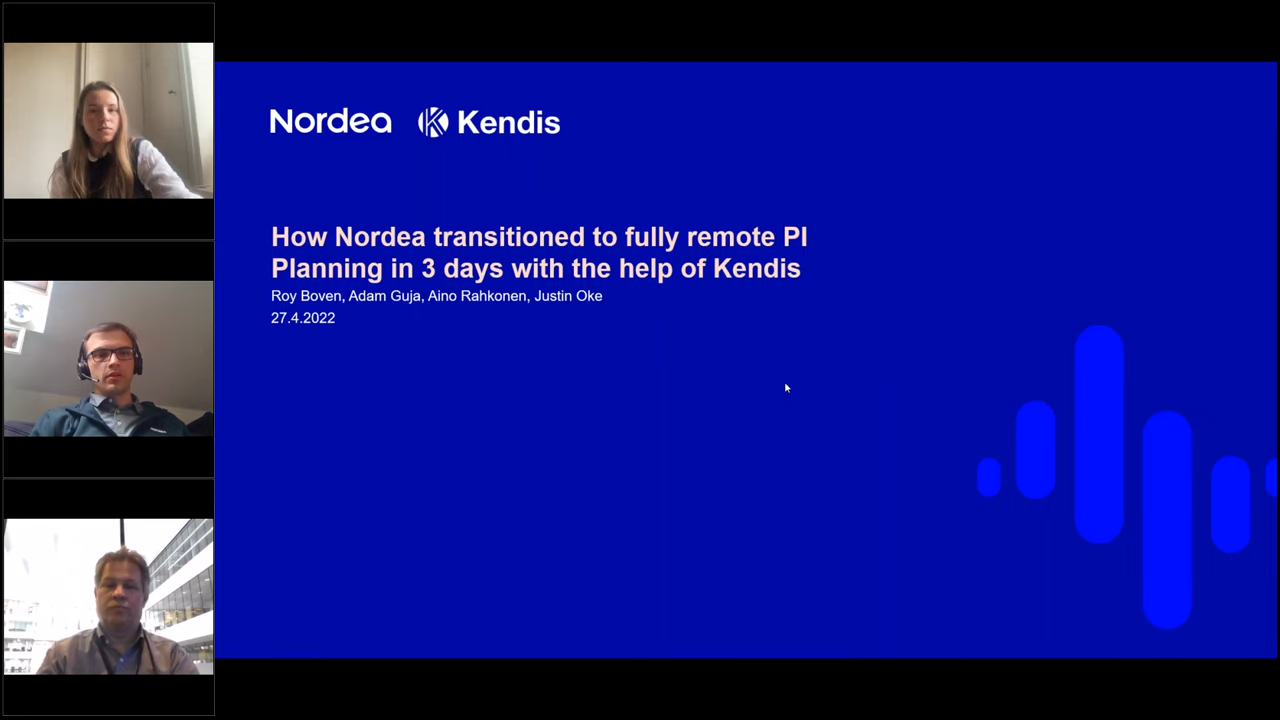 Nordea Kendis
How Nordea transitioned to fully remote PI
Planning in 3 days with the help of Kendis
Roy Boven, Adam Guja, Aino Rahkonen, Justin Oke
27.4.2022